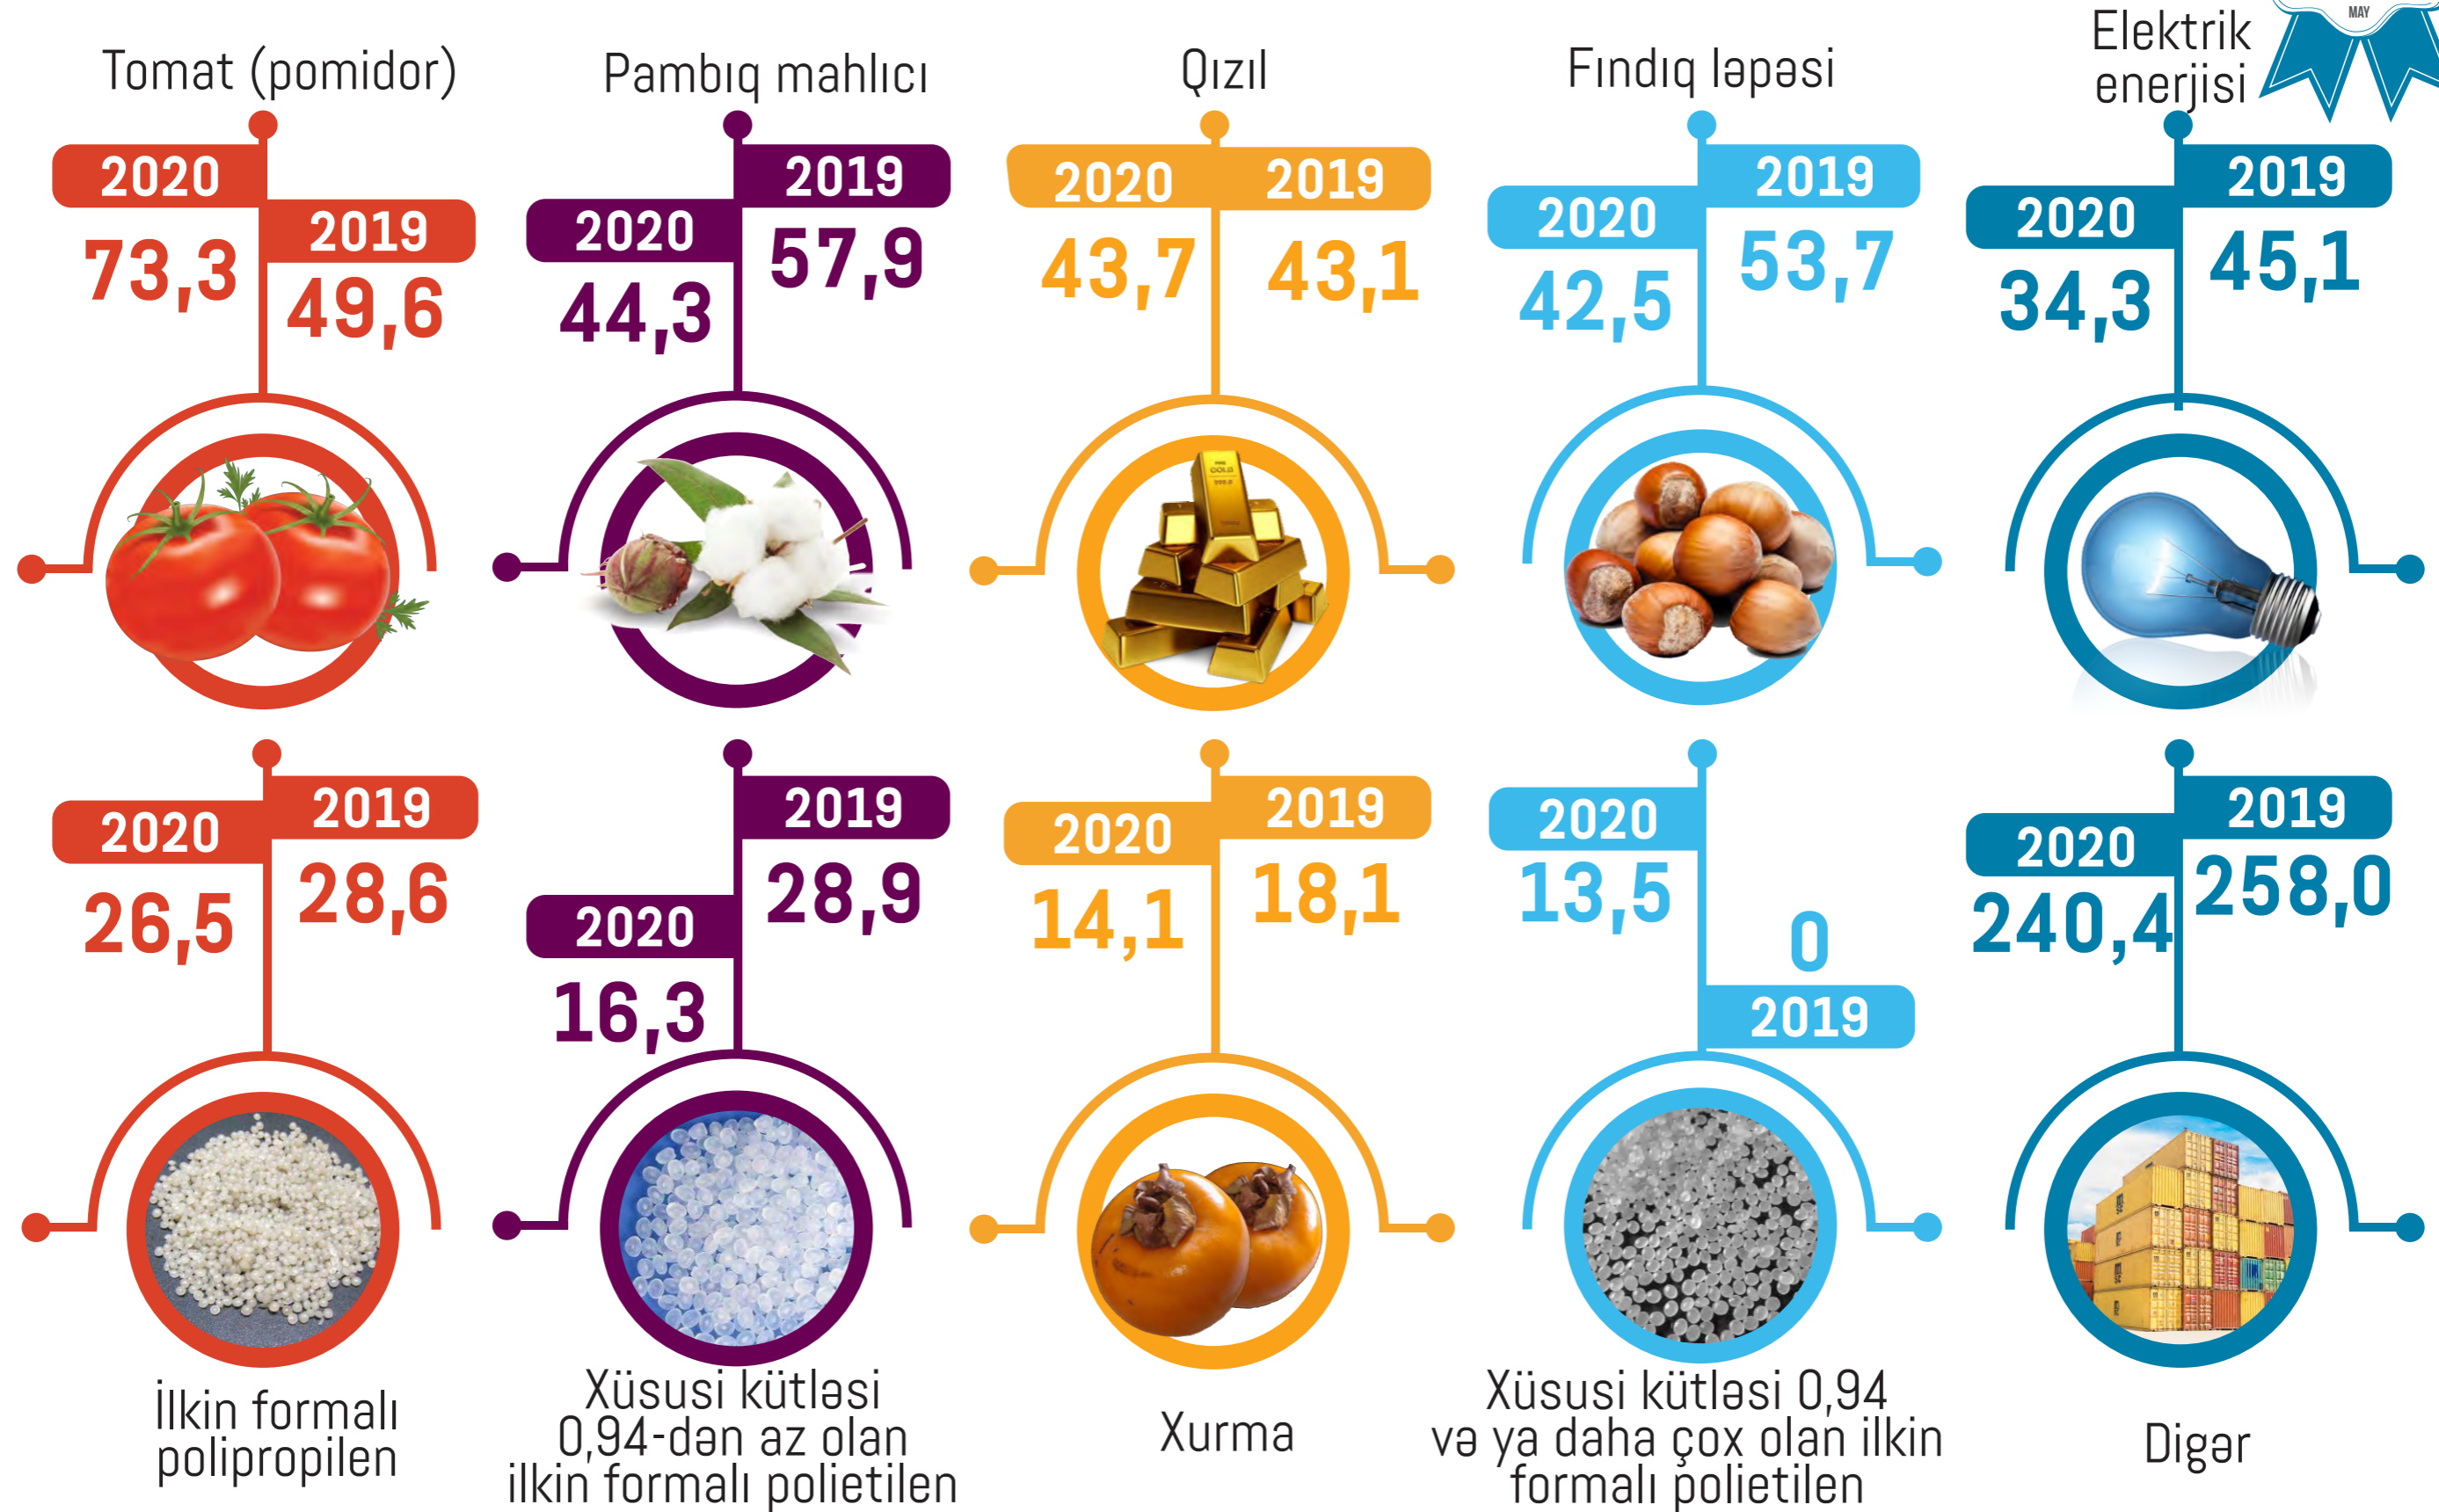 MAY
Tomat (pomidor)
2020
73,3
2019
49,6
Pambıq mahlıcı
2020
44,3
2019
57,9
Qızıl
2020
43,7
2019
43,1
Fındıq ləpəsi
2020
42,5
2019
53,7
Elektrik
enerjisi
2020
34,3
2019
45,1
PURE
GOLD
999.9
2020
26,5
2019
28,6
İlkin formalı
polipropilen
2020
16,3
2019
28,9
Xüsusi kütləsi
0,94-dən az olan
ilkin formalı polietilen
2020
14,1
2019
18,1
Xurma
2020
13,5
0
2019
Xüsusi kütləsi 0,94
və ya daha çox olan ilkin
formalı polietilen
2020
240,4
2019
258,0
Digər